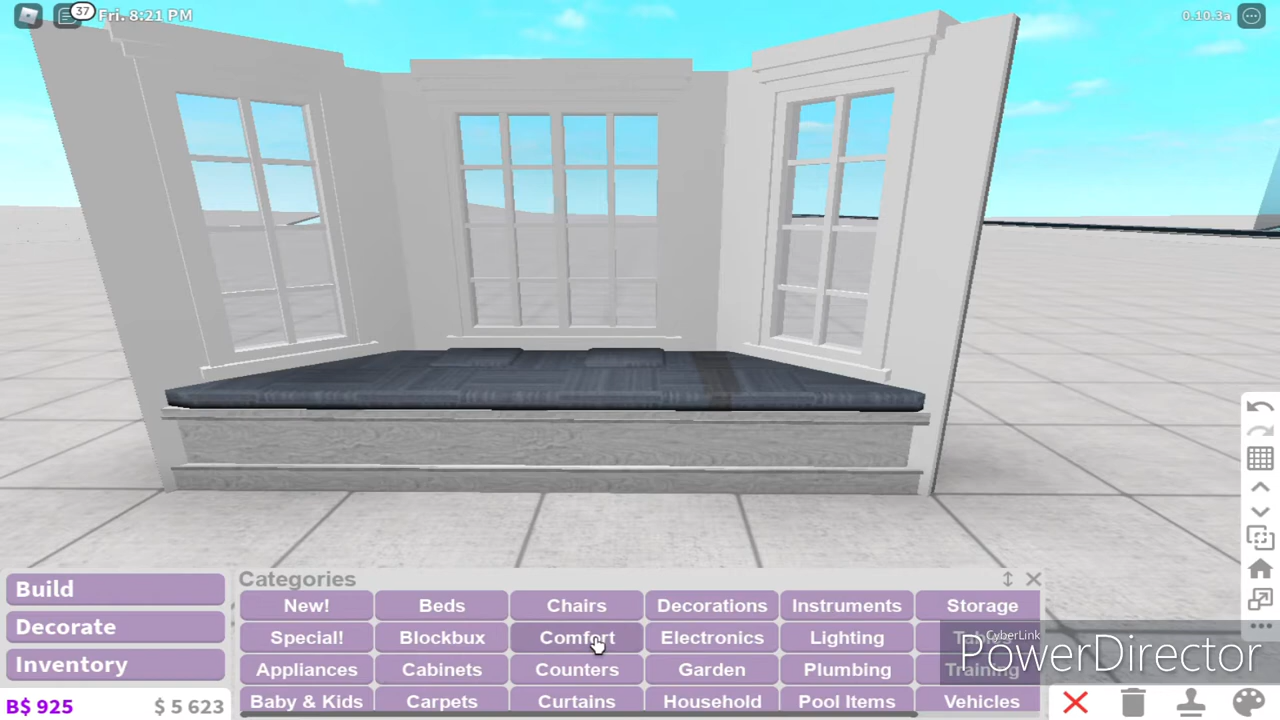 37 Fri. 8:21 PM
0.10.3a
Build
Decorate
Inventory
B$ 925 $ 5 623
Categories
New! Beds Chairs Decorations Instruments Storage
Special! Blockbux Comfort Electronics Lighting Tables
Appliances Cabinets Counters Garden Plumbing Training
Baby & Kids Carpets Curtains Household Pool Items Vehicles
CyberLink
PowerDirector